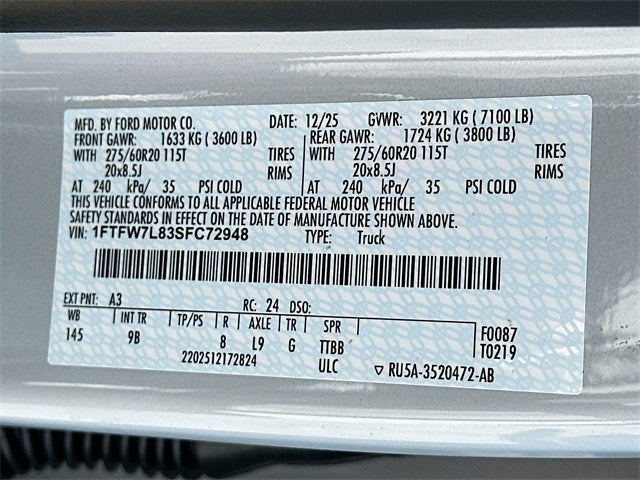 MFD. BY FORD MOTOR CO. DATE: 12/25 GVWR: 3221 KG ( 7100 LB)
FRONT GAWR: 1633 KG ( 3600 LB) REAR GAWR: 1724 KG ( 3800 LB)
WITH 275/60R20 115T TIRES WITH 275/60R20 115T TIRES
20x8.5J RIMS 20x8.5J RIMS
AT 240 kPa/ 35 PSI COLD AT 240 kPa/ 35 PSI COLD
THIS VEHICLE CONFORMS TO ALL APPLICABLE FEDERAL MOTOR VEHICLE
SAFETY STANDARDS IN EFFECT ON THE DATE OF MANUFACTURE SHOWN ABOVE.
VIN: 1FTFW7L83SFC72948 TYPE: Truck
EXT PNT: A3 RC: 24 DSO:
WB INT TR TP/PS R AXLE TR SPR F0087
145 9B 8 L9 G TTBB T0219
2202512172824 ULC ▽ RU5A-3520472-AB